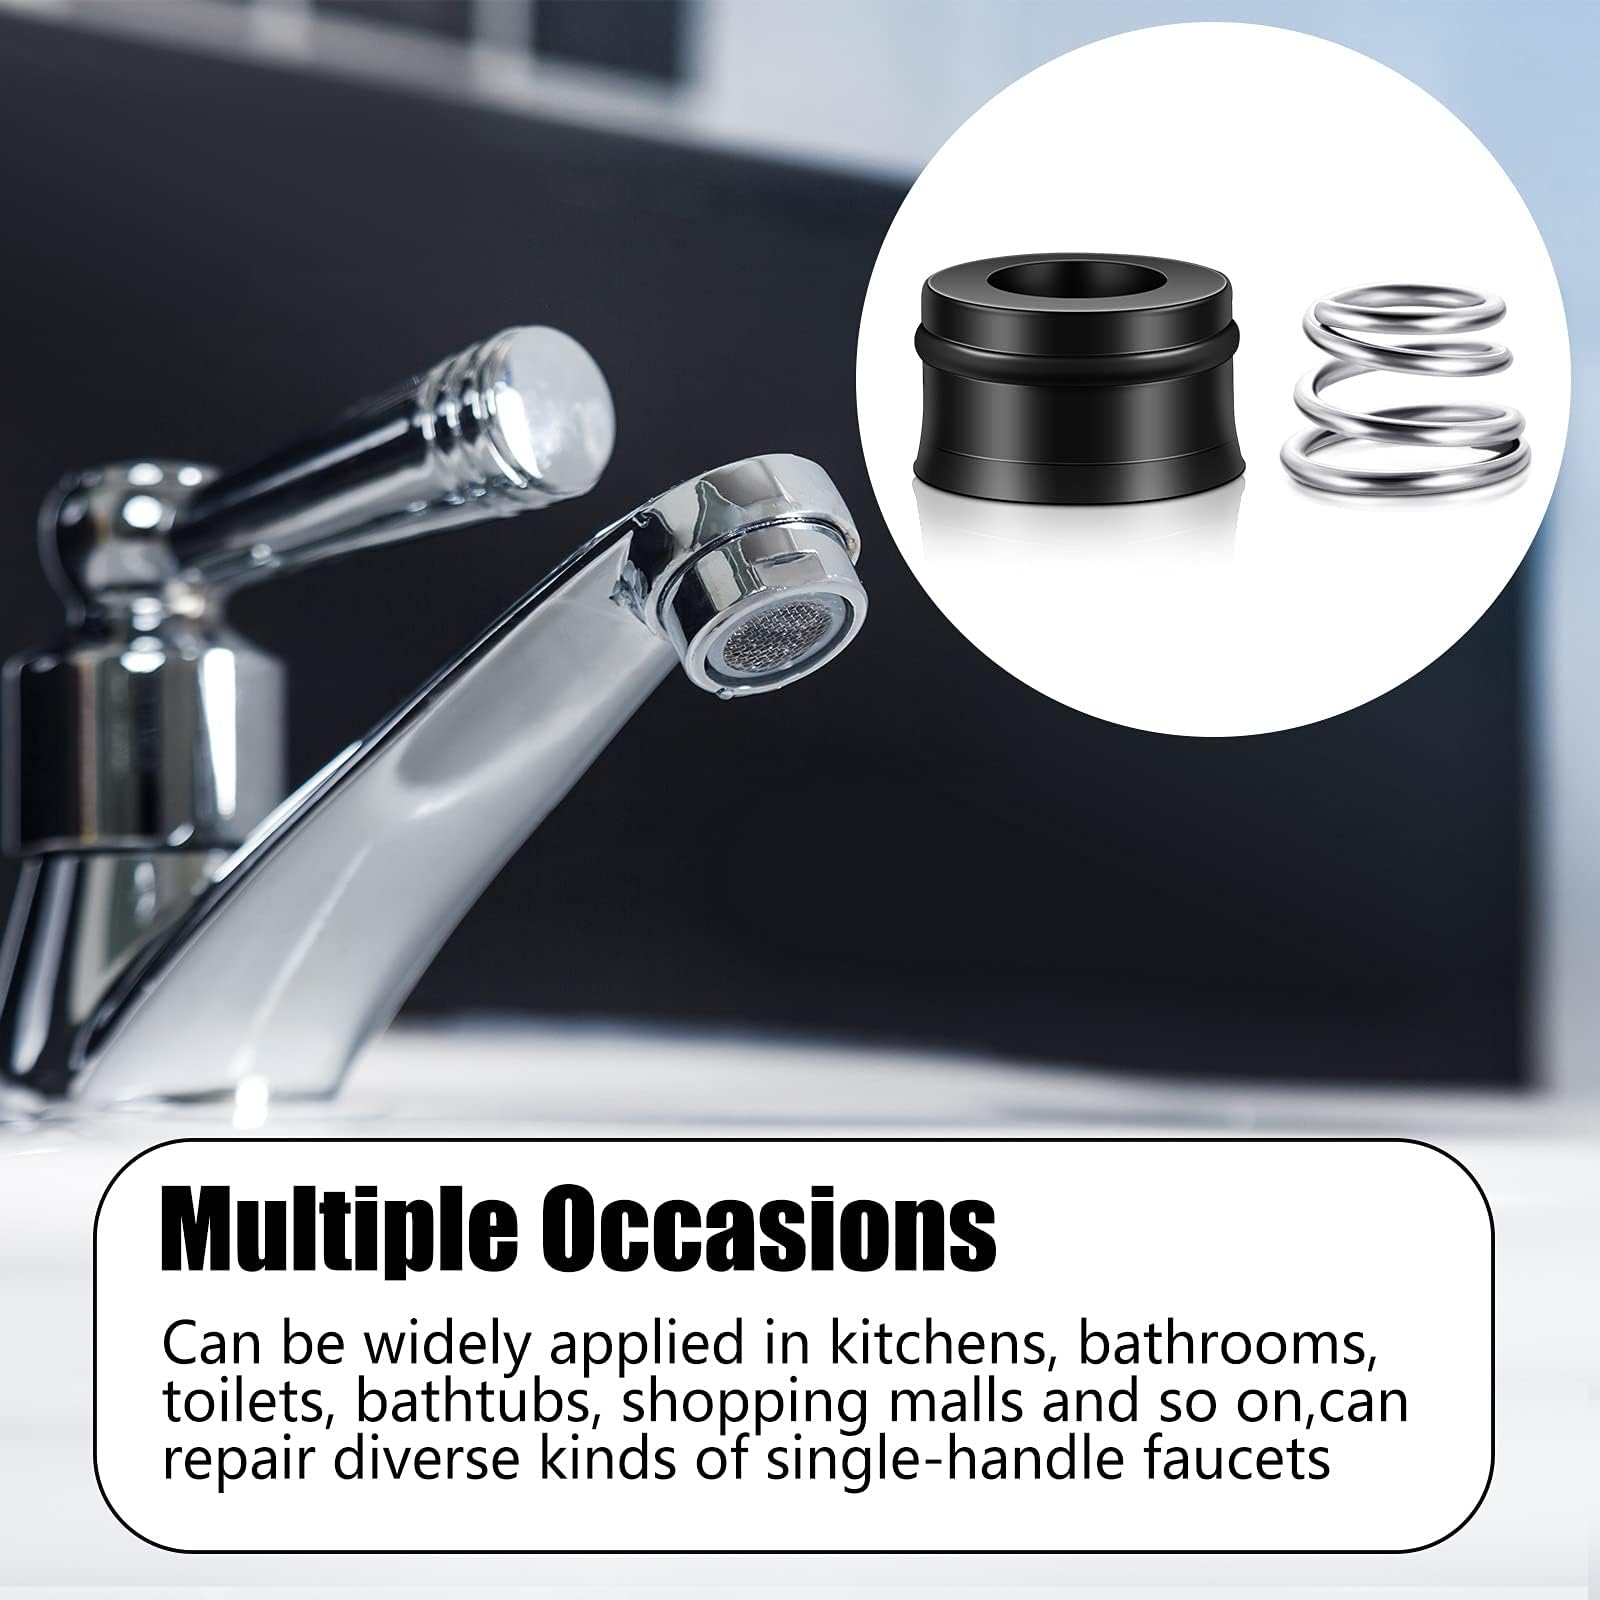 Multiple Occasions
Can be widely applied in kitchens, bathrooms,
toilets, bathtubs, shopping malls and so on,can
repair diverse kinds of single-handle faucets